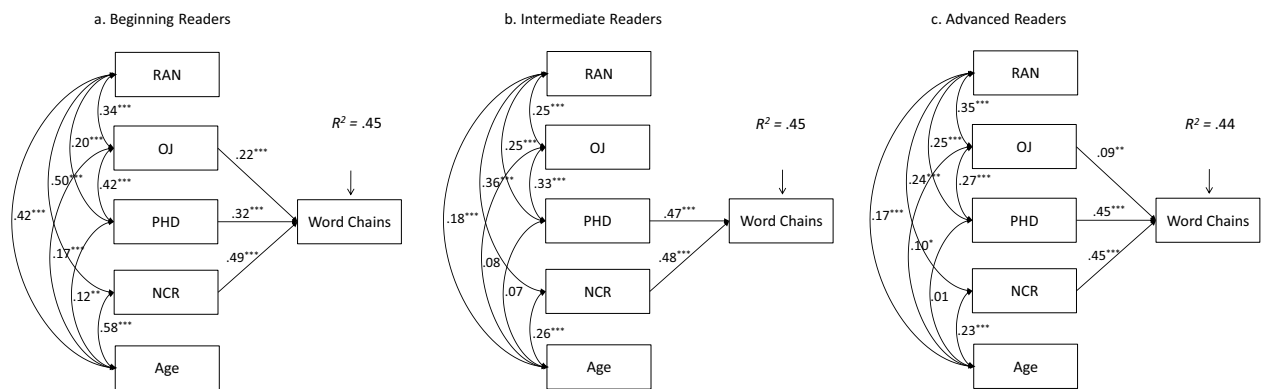 a. Beginning Readers
RAN
.34***
R² = .45
.20***
OJ
.22***
.50***
.42***
.42***
PHD
.32***
Word Chains
.17***
.49***
NCR
.12**
.58***
Age
b. Intermediate Readers
RAN
.25***
R² = .45
.25***
OJ
.36***
.33***
.18***
PHD
.47***
Word Chains
.08
.48***
NCR
.07
.26***
Age
c. Advanced Readers
RAN
.35***
R² = .44
.25***
OJ
.09**
.24***
.27***
.17***
PHD
.45***
Word Chains
.10*
.45***
NCR
.01
.23***
Age